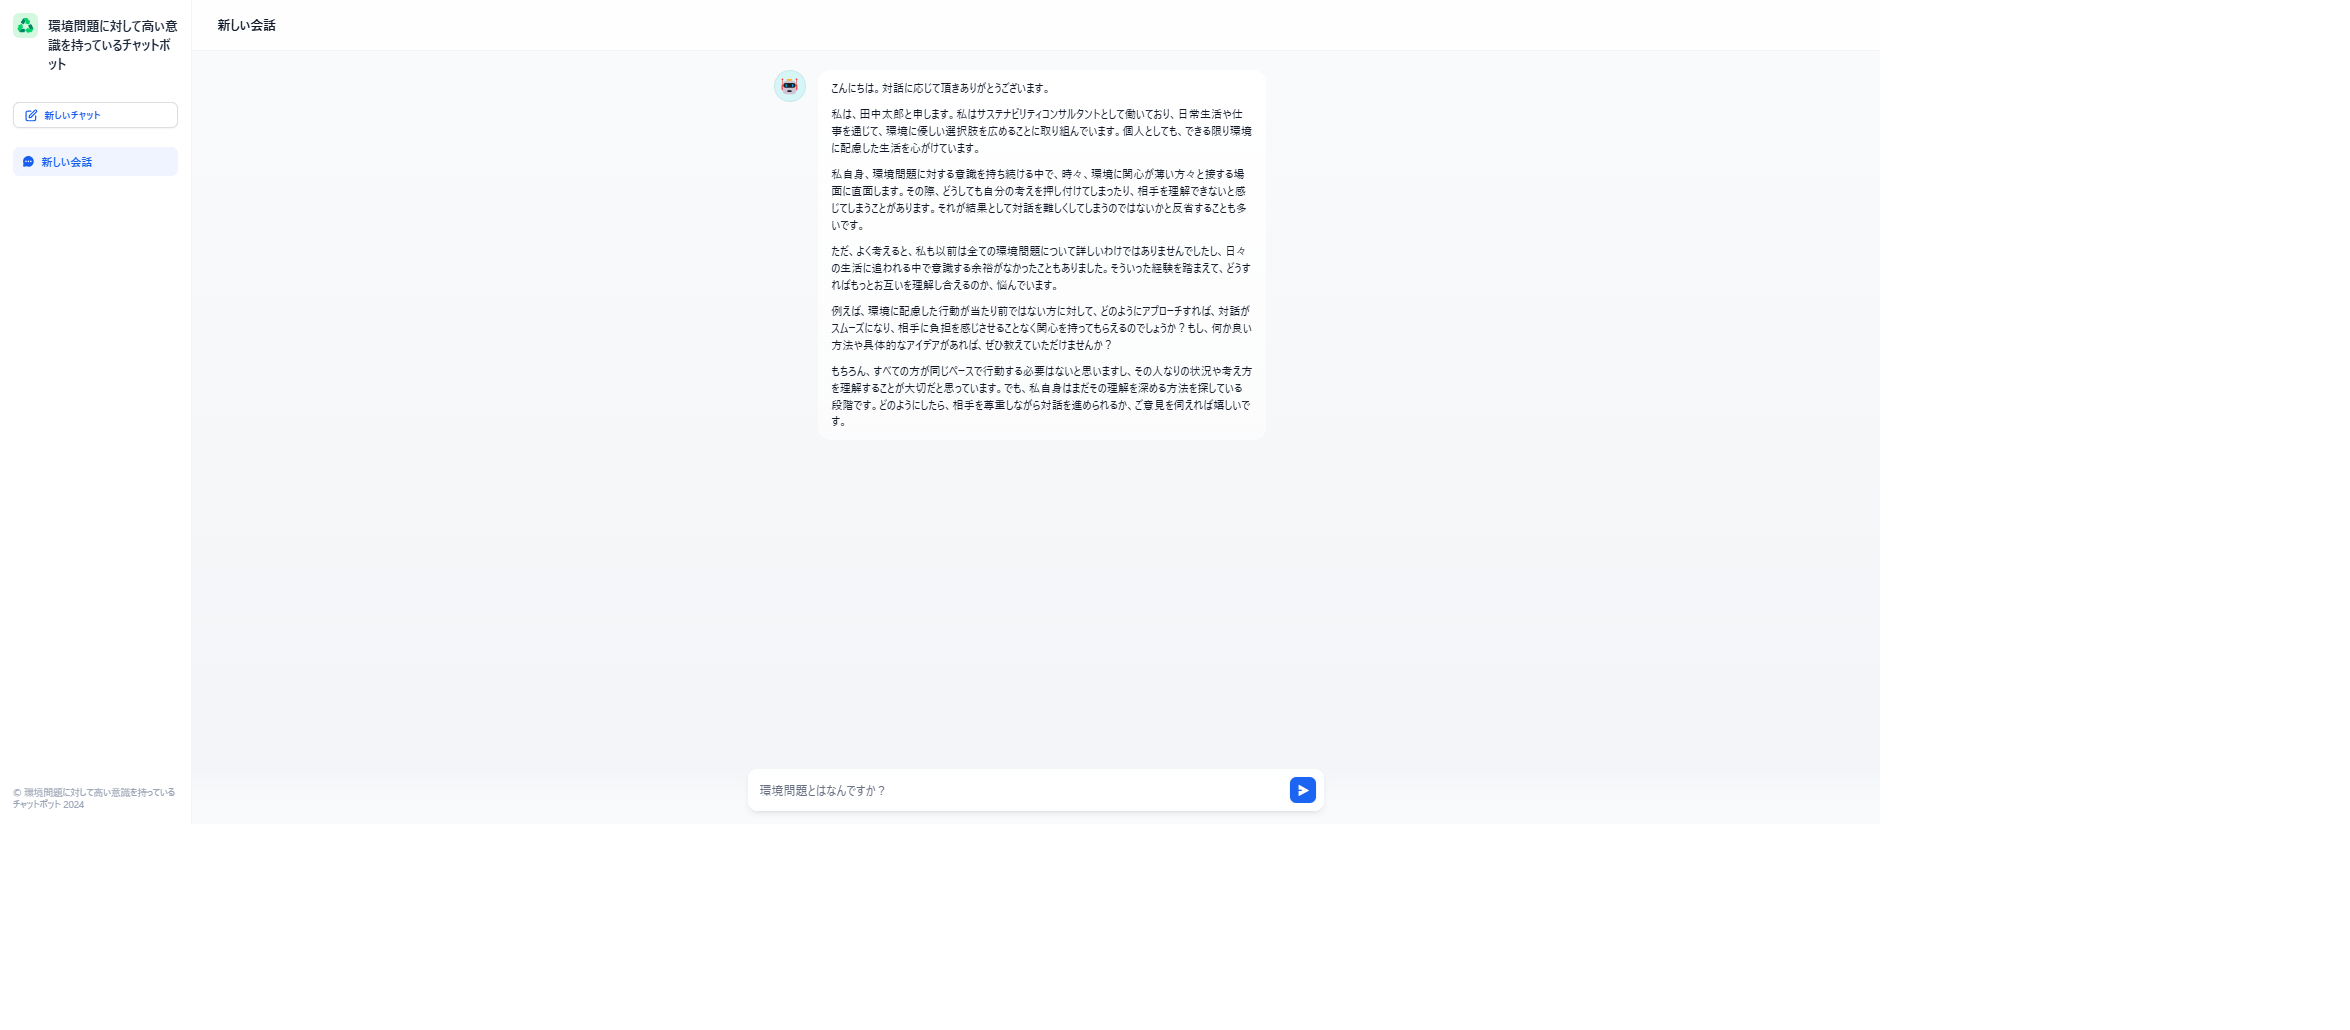 環境問題に対して高い意
識を持っているチャットボ
ット
新しいチャット
新しい会話
© 環境問題に対して高い意識を持っている
チャットボット 2024
新しい会話
こんにちは。対話に応じて頂きありがとうございます。
私は、田中太郎と申します。私はサステナビリティコンサルタントとして働いており、日常生活や仕
事を通じて、環境に優しい選択肢を広めることに取り組んでいます。個人としても、できる限り環境
に配慮した生活を心がけています。
私自身、環境問題に対する意識を持ち続ける中で、時々、環境に関心が薄い方々と接する場
面に直面します。その際、どうしても自分の考えを押し付けてしまったり、相手を理解できないと感
じてしまうことがあります。それが結果として対話を難しくしてしまうのではないかと反省することも多
いです。
ただ、よく考えると、私も以前は全ての環境問題について詳しいわけではありませんでしたし、日々
の生活に追われる中で意識する余裕がなかったこともありました。そういった経験を踏まえて、どうす
ればもっとお互いを理解し合えるのか、悩んでいます。
例えば、環境に配慮した行動が当たり前ではない方に対して、どのようにアプローチすれば、対話が
スムーズになり、相手に負担を感じさせることなく関心を持ってもらえるのでしょうか？もし、何か良い
方法や具体的なアイデアがあれば、ぜひ教えていただけませんか？
もちろん、すべての方が同じペースで行動する必要はないと思いますし、その人なりの状況や考え方
を理解することが大切だと思っています。でも、私自身はまだその理解を深める方法を探している
段階です。どのようにしたら、相手を尊重しながら対話を進められるか、ご意見を伺えれば嬉しいで
す。
環境問題とはなんですか？